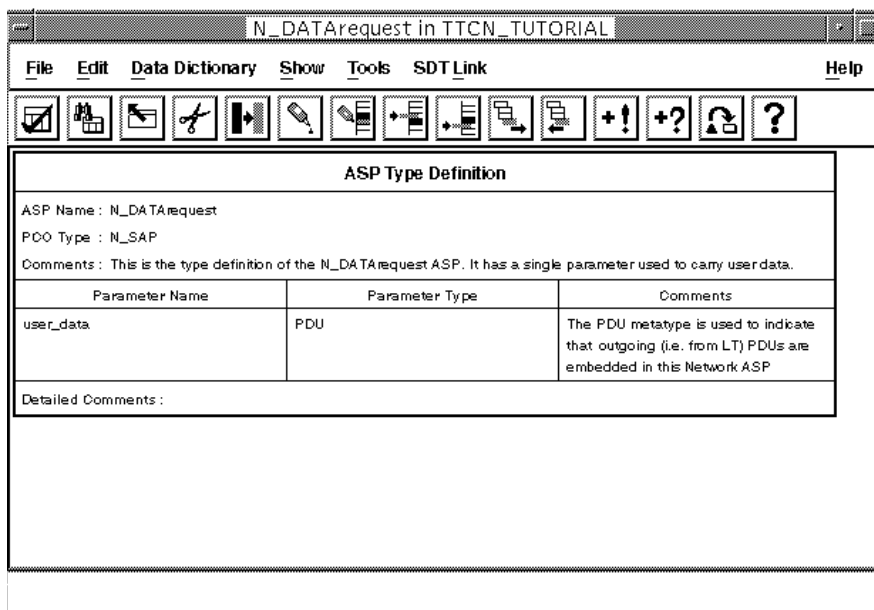 N_DATArequest in TTCN_TUTORIAL
File Edit Data Dictionary Show Tools SDT Link Help
ASP Type Definition
ASP Name : N_DATArequest
PCO Type : N_SAP
Comments : This is the type definition of the N_DATArequest ASP. It has a single parameter used to carry user data.
Parameter Name Parameter Type Comments
user_data PDU The PDU metatype is used to indicate
that outgoing (i.e. from LT) PDUs are
embedded in this Network ASP
Detailed Comments :